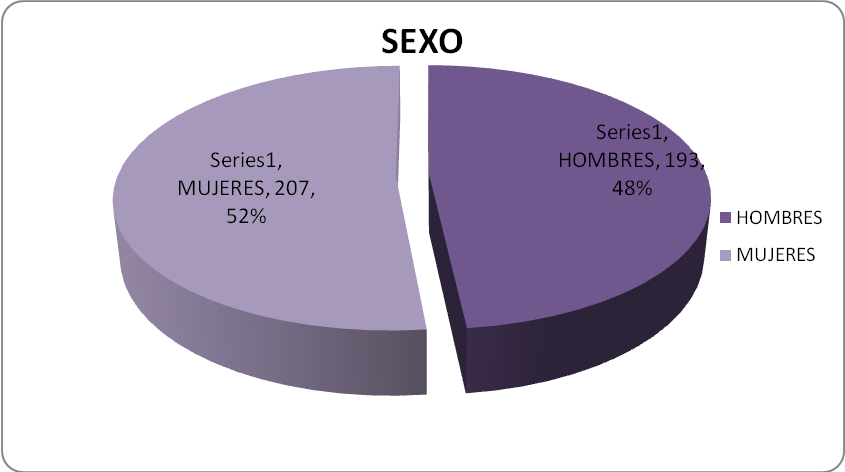 SEXO
Series1,
MUJERES, 207,
52%
Series1,
HOMBRES, 193,
48%
HOMBRES
MUJERES